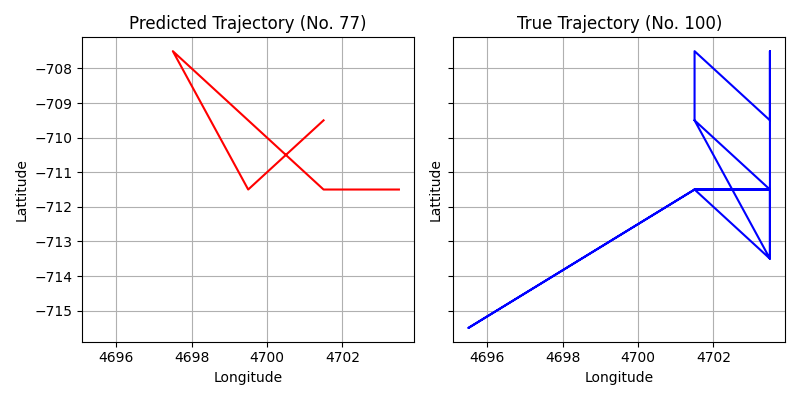 Predicted Trajectory (No. 77)
True Trajectory (No. 100)
−708
−709
−710
−711
−712
−713
−714
−715
Lattitude
Lattitude
4696 4698 4700 4702
4696 4698 4700 4702
Longitude
Longitude